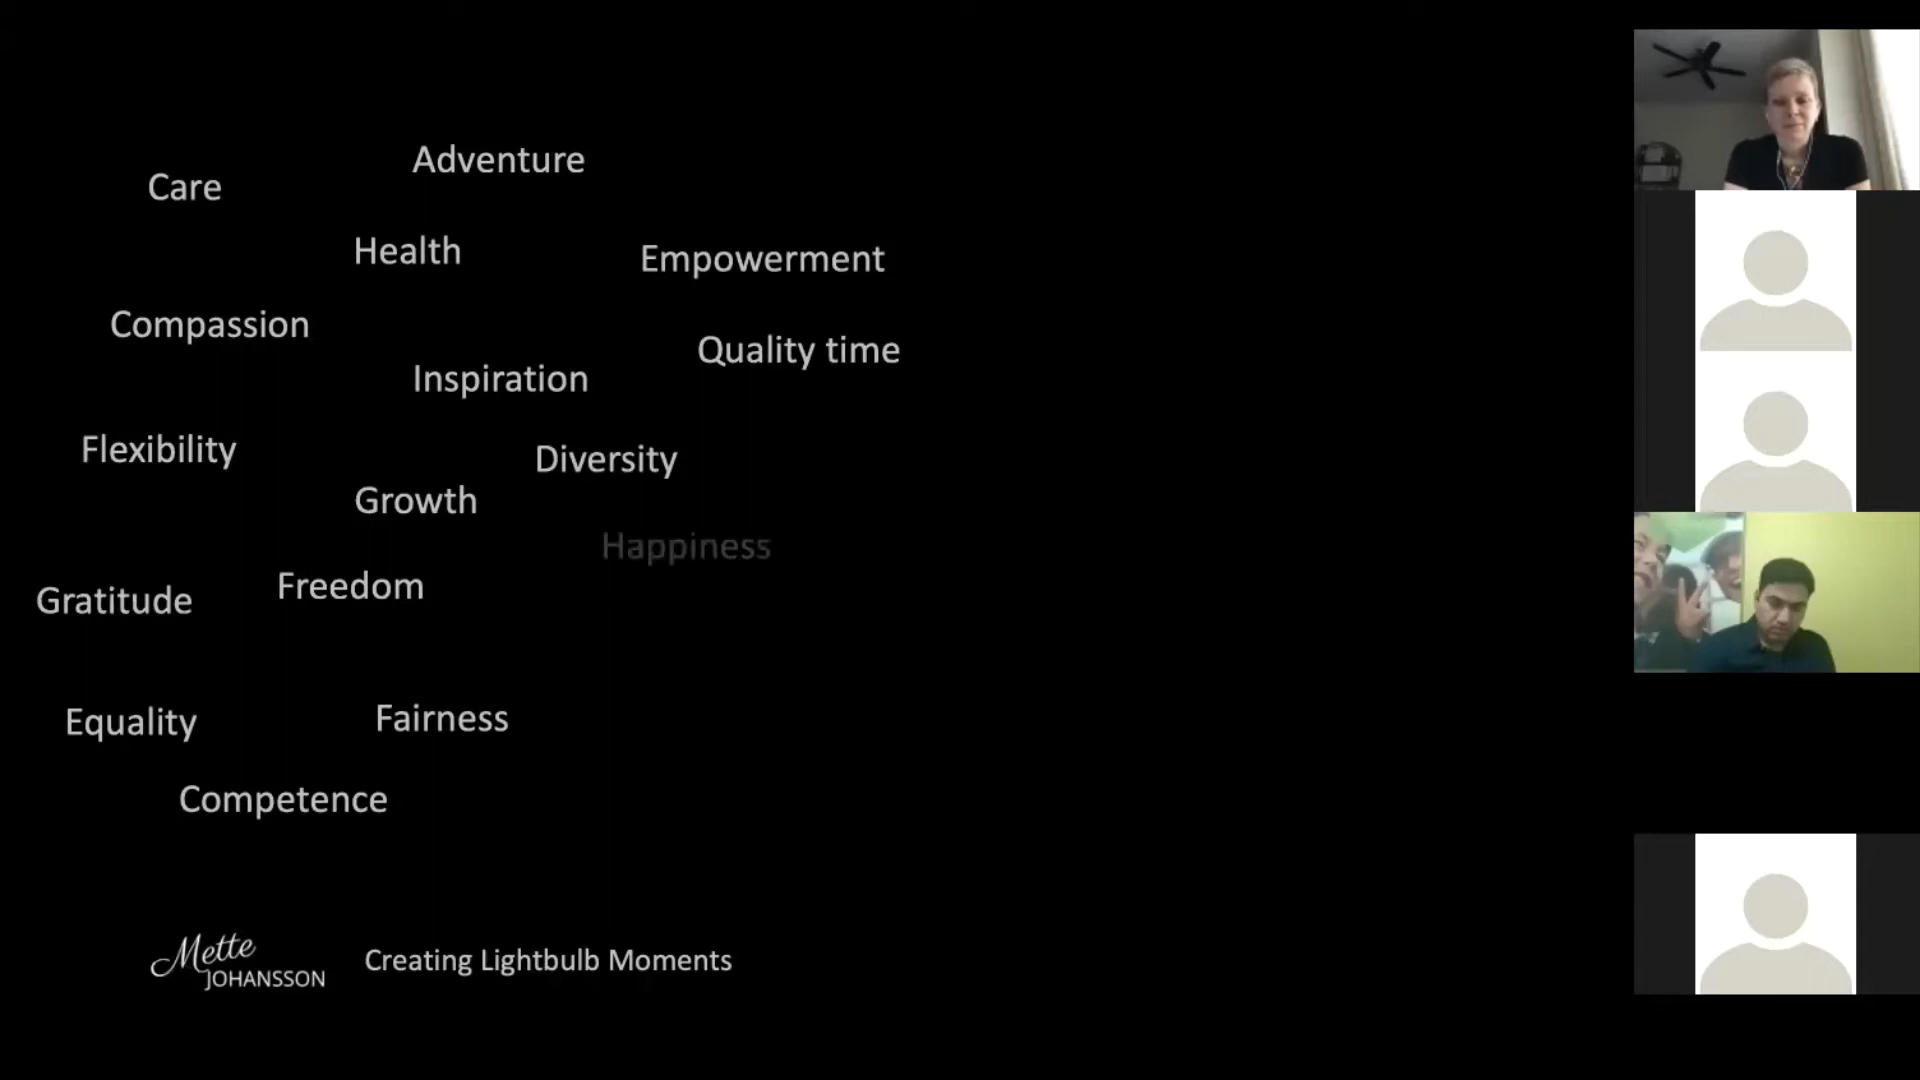 Adventure
Care
Health
Empowerment
Compassion
Quality time
Inspiration
Flexibility
Diversity
Growth
Happiness
Freedom
Gratitude
Fairness
Equality
Competence
Mette
JOHANSSON
Creating Lightbulb Moments